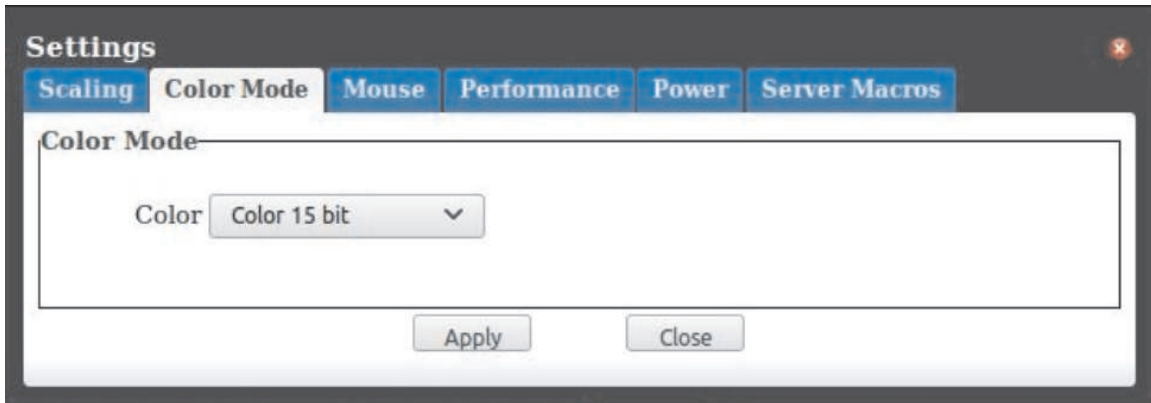 Settings
Scaling Color Mode Mouse Performance Power Server Macros
Color Mode
Color Color 15 bit
Apply Close